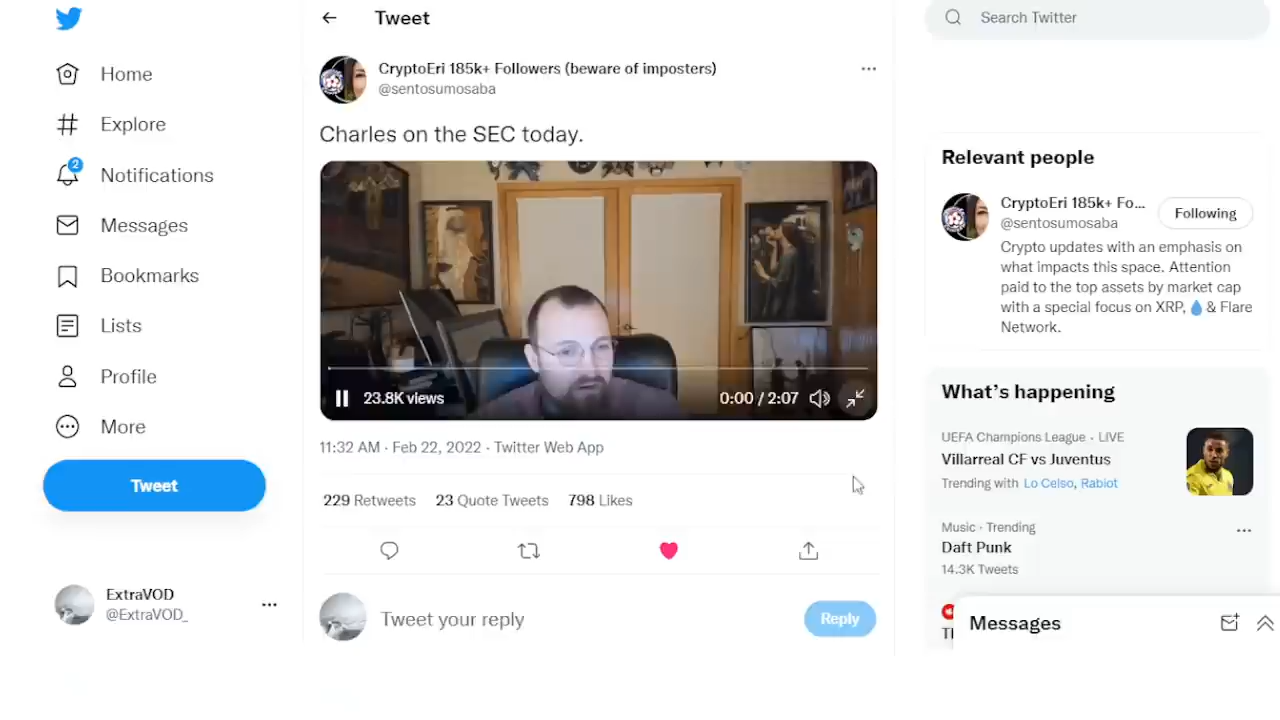 Home
Explore
2
Notifications
Messages
Bookmarks
Lists
Profile
More
Tweet
ExtraVOD
@ExtraVOD_
Tweet
CryptoEri 185k+ Followers (beware of imposters)
@sentosumosaba
Charles on the SEC today.
23.8K views
0:00 / 2:07
11:32 AM · Feb 22, 2022 · Twitter Web App
229 Retweets 23 Quote Tweets 798 Likes
Tweet your reply
Reply
Search Twitter
Relevant people
CryptoEri 185k+ Fo...
@sentosumosaba
Following
Crypto updates with an emphasis on
what impacts this space. Attention
paid to the top assets by market cap
with a special focus on XRP, 💧 & Flare
Network.
What's happening
UEFA Champions League · LIVE
Villarreal CF vs Juventus
Trending with Lo Celso, Rabiot
Music · Trending
Daft Punk
14.3K Tweets
Messages